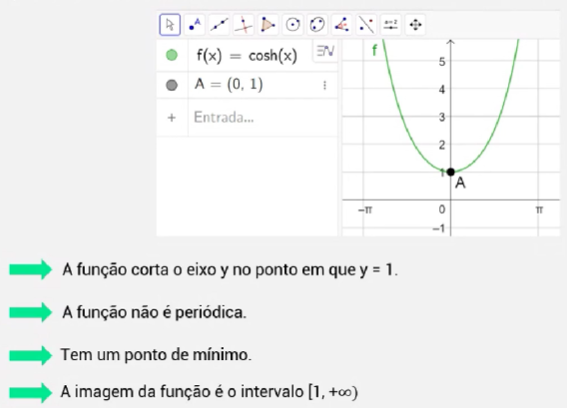 a=2
f(x) = cosh(x)
A = (0, 1)
+ Entrada...
f
5
4
3
2
1
A
-π 0 π
-1
A função corta o eixo y no ponto em que y = 1.
A função não é periódica.
Tem um ponto de mínimo.
A imagem da função é o intervalo [1, +∞)